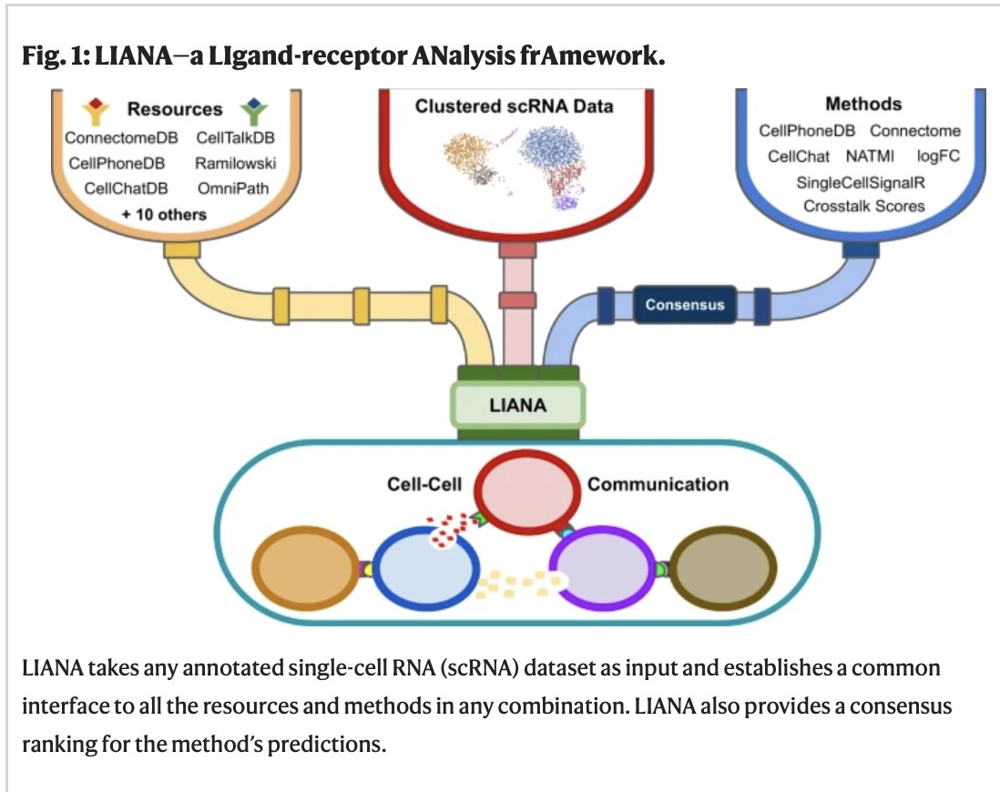 Fig. 1: LIANA—a LIgand-receptor ANalysis frAmework.
Resources
ConnectomeDB CellTalkDB
CellPhoneDB Ramilowski
CellChatDB OmniPath
+ 10 others
Clustered scRNA Data
Methods
CellPhoneDB Connectome
CellChat NATMI logFC
SingleCellSignalR
Crosstalk Scores
Consensus
LIANA
Cell-Cell Communication
LIANA takes any annotated single-cell RNA (scRNA) dataset as input and establishes a common
interface to all the resources and methods in any combination. LIANA also provides a consensus
ranking for the method’s predictions.